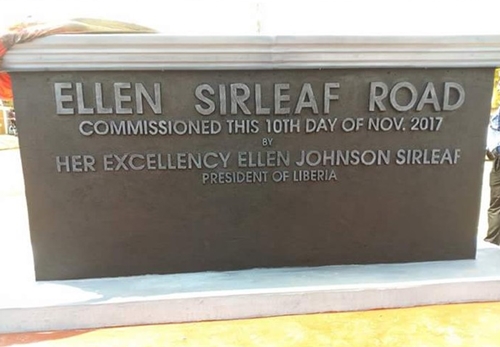 ELLEN SIRLEAF ROAD
COMMISSIONED THIS 10TH DAY OF NOV. 2017
BY
HER EXCELLENCY ELLEN JOHNSON SIRLEAF
PRESIDENT OF LIBERIA